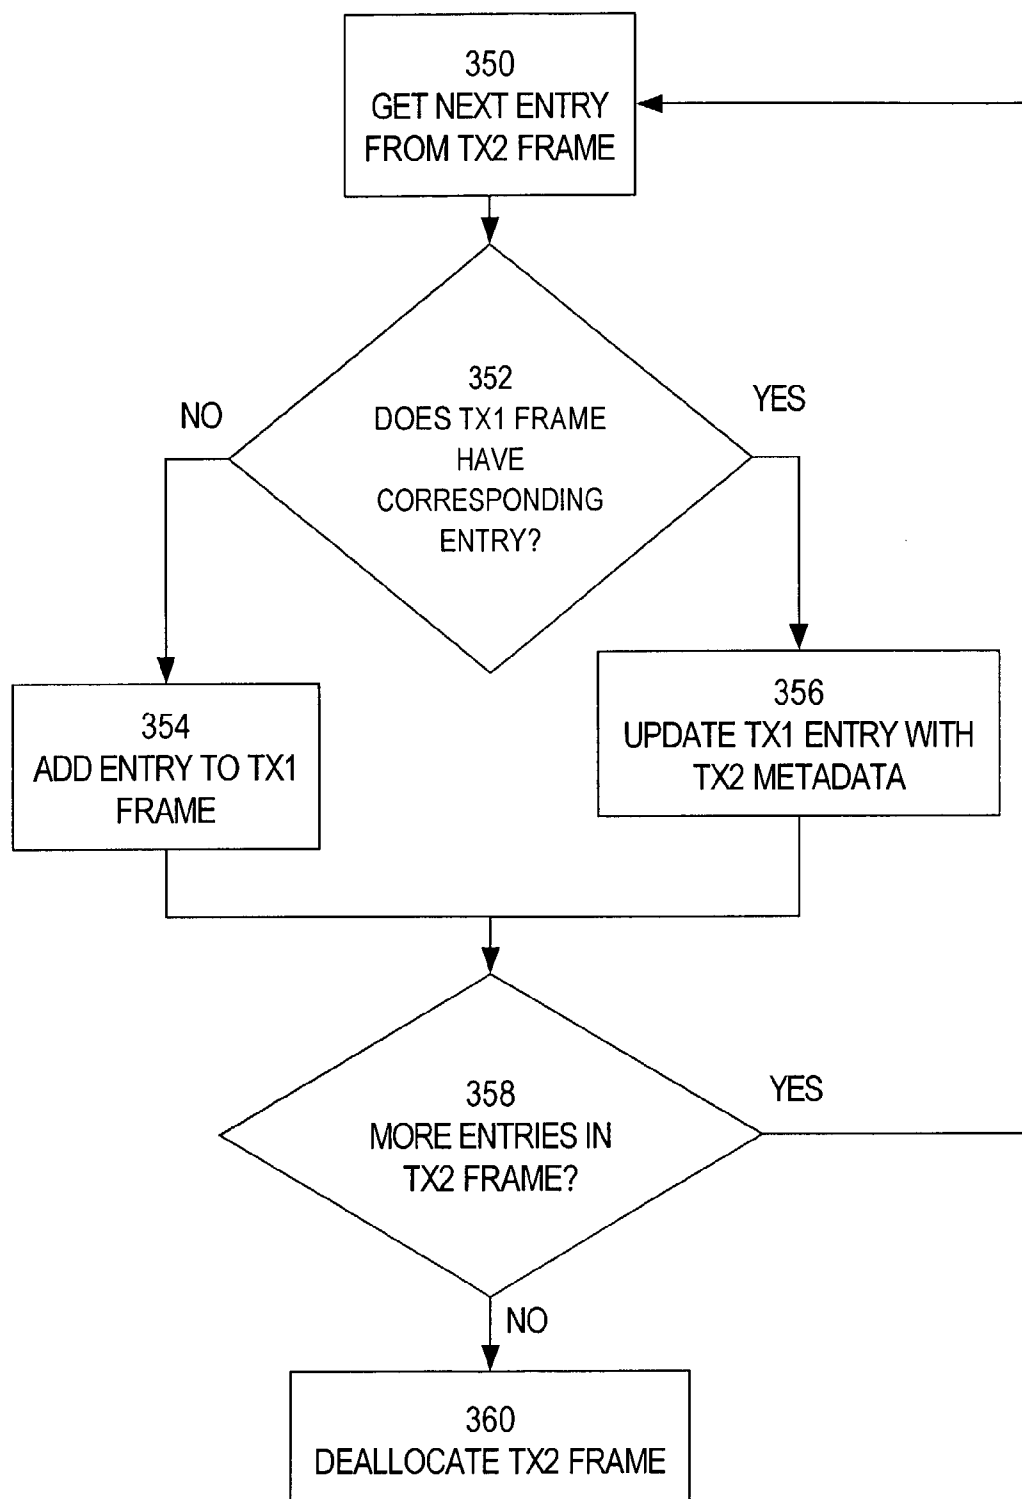 350
GET NEXT ENTRY
FROM TX2 FRAME
352
DOES TX1 FRAME
HAVE
CORRESPONDING
ENTRY?
NO
YES
354
ADD ENTRY TO TX1
FRAME
356
UPDATE TX1 ENTRY WITH
TX2 METADATA
358
MORE ENTRIES IN
TX2 FRAME?
YES
NO
360
DEALLOCATE TX2 FRAME